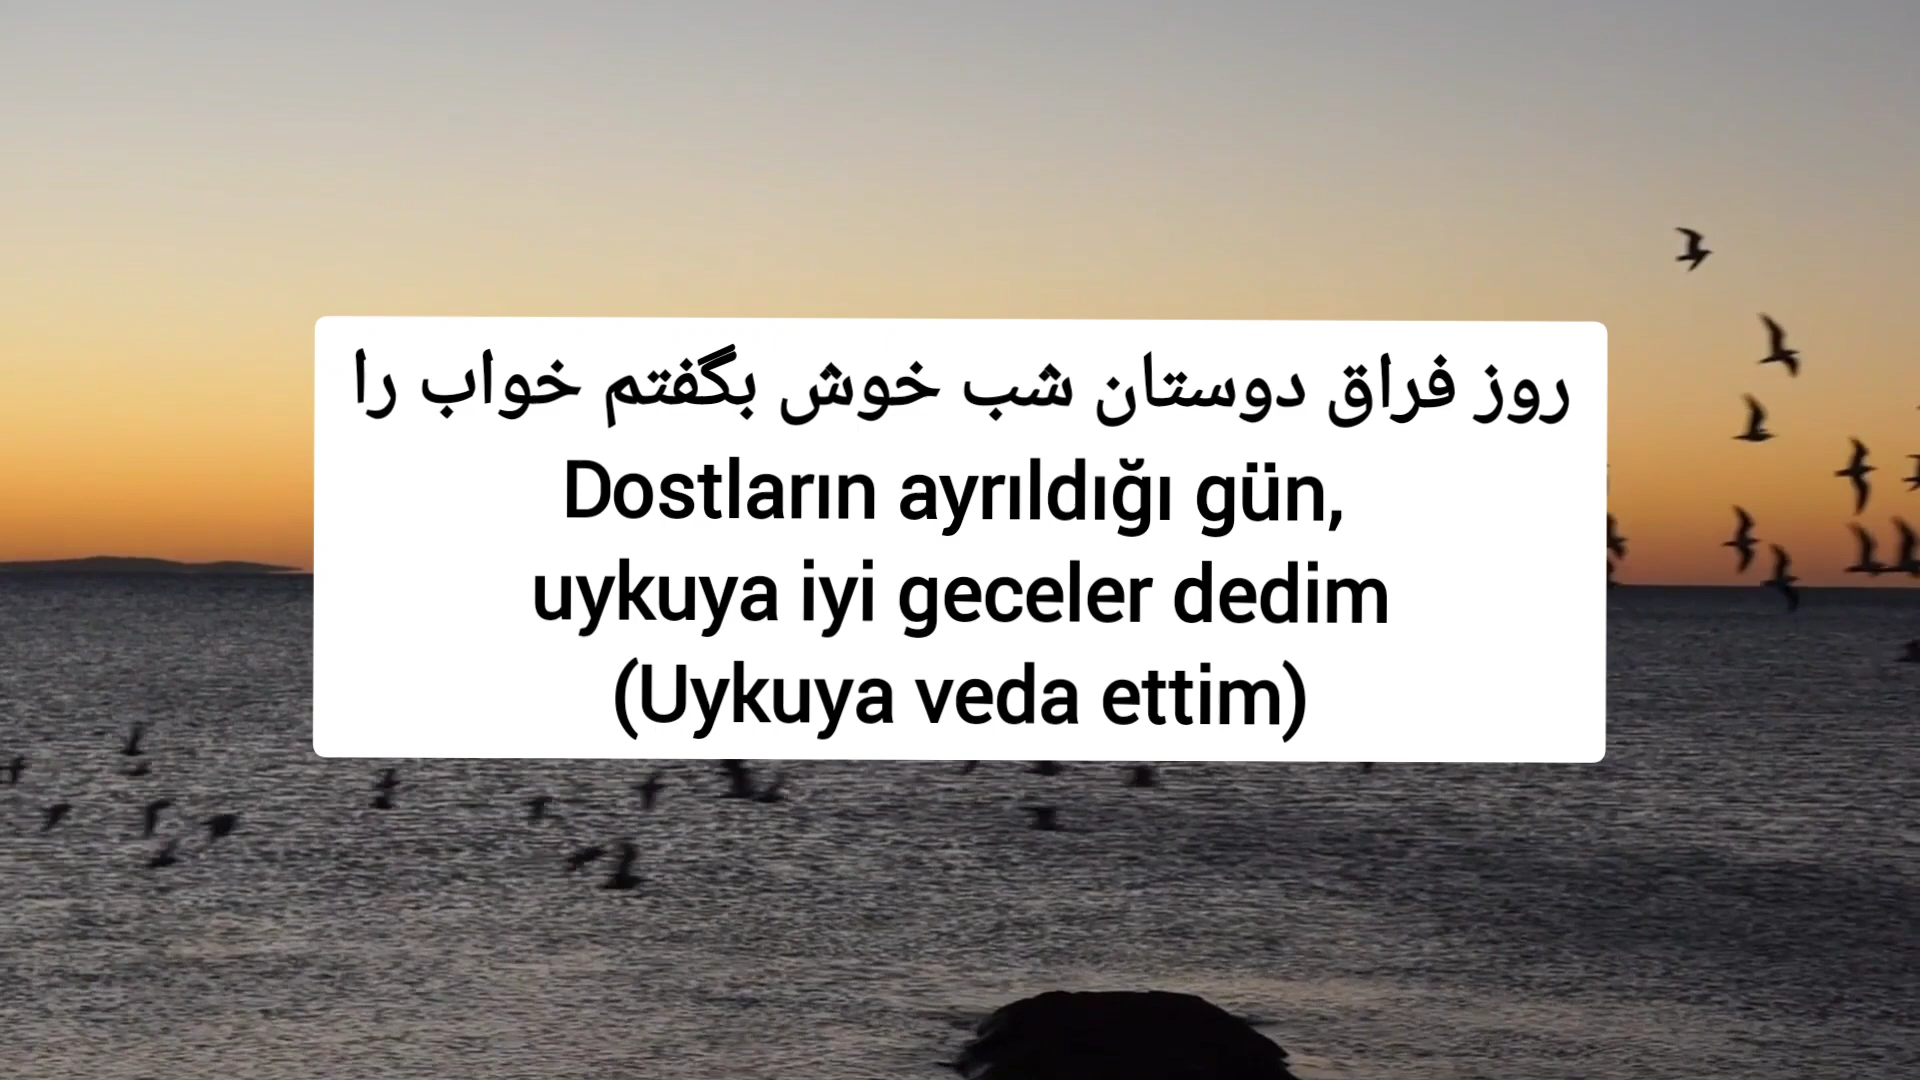 روز فراق دوستان شب خوش بگفتم خواب را
Dostların ayrıldığı gün,
uykuya iyi geceler dedim
(Uykuya veda ettim)